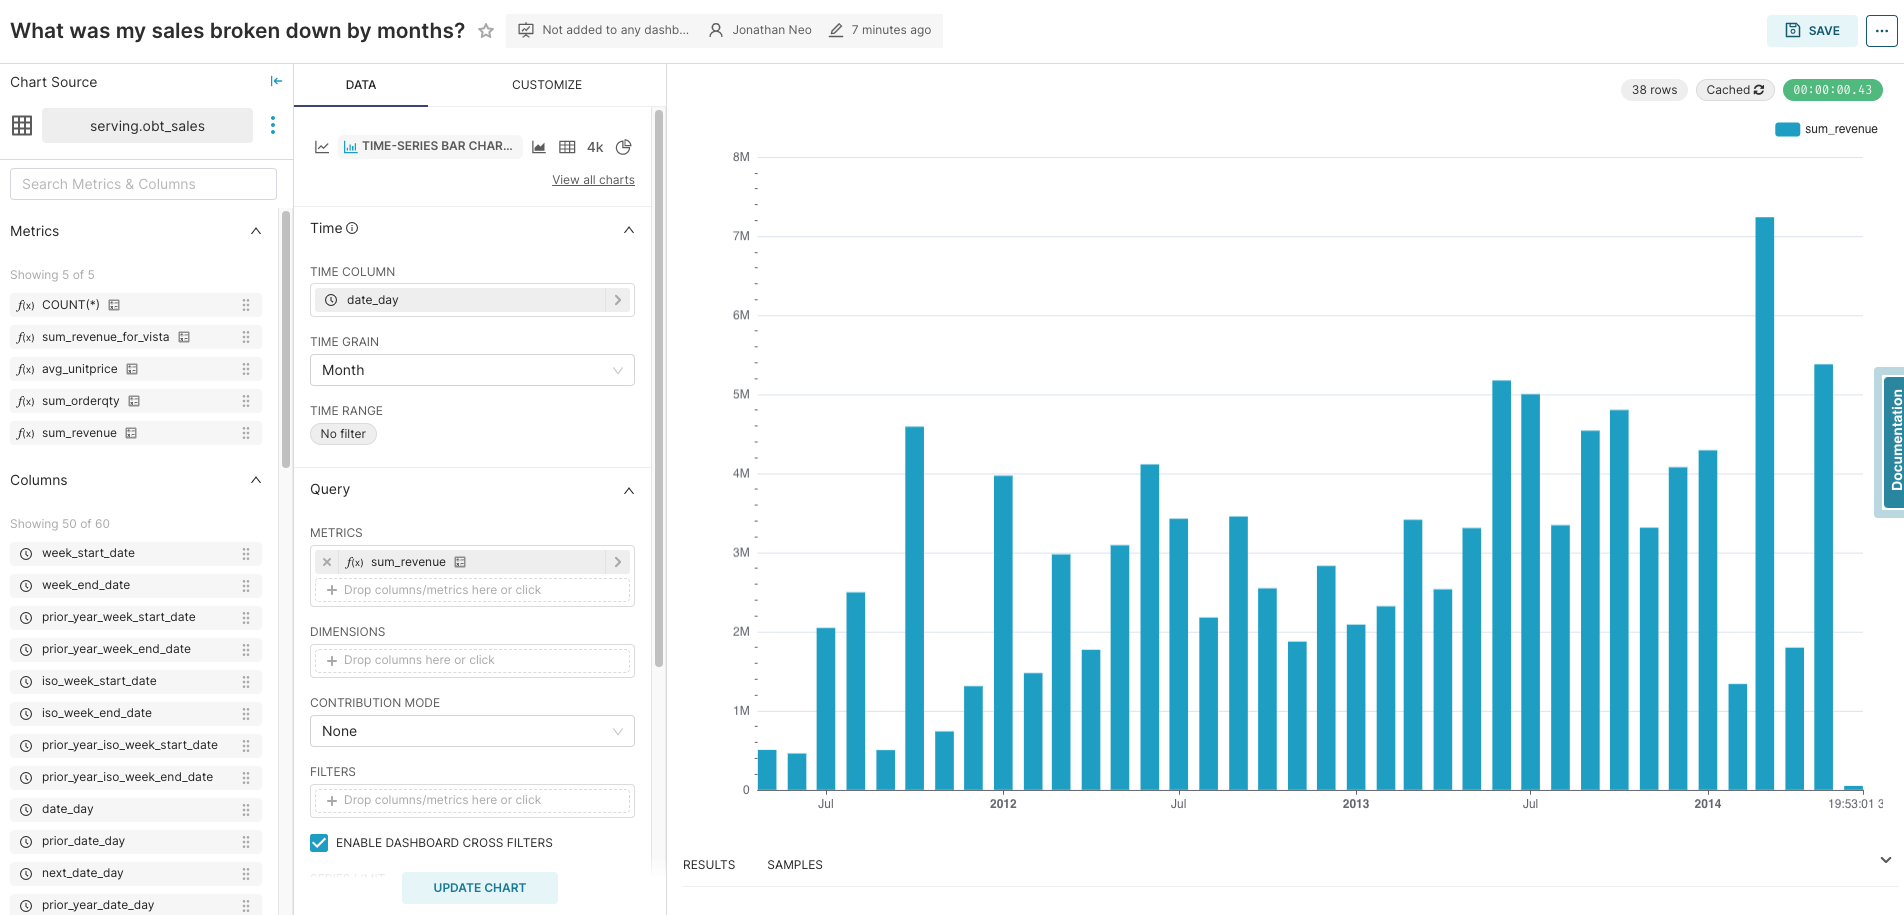 What was my sales broken down by months?
Not added to any dashb...
Jonathan Neo
7 minutes ago
SAVE
...
Chart Source
serving.obt_sales
Search Metrics & Columns
Metrics
Showing 5 of 5
f(x) COUNT(*)
f(x) sum_revenue_for_vista
f(x) avg_unitprice
f(x) sum_orderqty
f(x) sum_revenue
Columns
Showing 50 of 60
week_start_date
week_end_date
prior_year_week_start_date
prior_year_week_end_date
iso_week_start_date
iso_week_end_date
prior_year_iso_week_start_date
prior_year_iso_week_end_date
date_day
prior_date_day
next_date_day
prior_year_date_day
DATA
CUSTOMIZE
TIME-SERIES BAR CHAR...
4k
View all charts
Time
TIME COLUMN
date_day
TIME GRAIN
Month
TIME RANGE
No filter
Query
METRICS
f(x) sum_revenue
Drop columns/metrics here or click
DIMENSIONS
Drop columns here or click
CONTRIBUTION MODE
None
FILTERS
Drop columns/metrics here or click
ENABLE DASHBOARD CROSS FILTERS
SERIES LIMIT
UPDATE CHART
38 rows
Cached
00:00:00.43
sum_revenue
8M
7M
6M
5M
4M
3M
2M
1M
0
Jul
2012
Jul
2013
Jul
2014
19:53:01 3
Documentation
RESULTS
SAMPLES